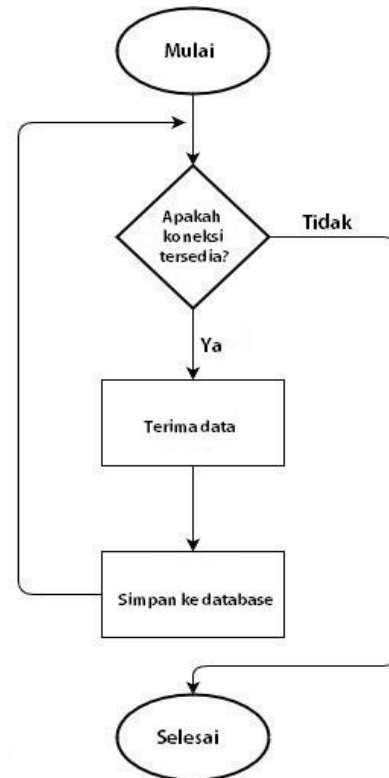 Mulai
Apakah
koneksi
tersedia?
Tidak
Ya
Terima data
Simpan ke database
Selesai